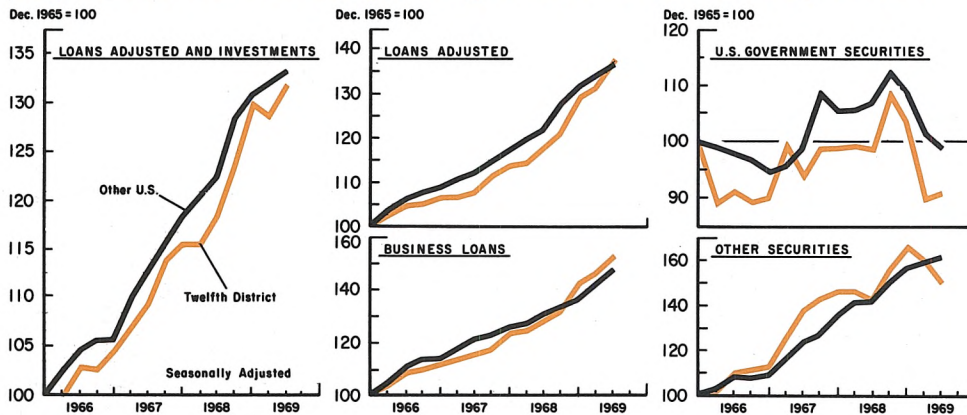 Dec. 1965 = 100
LOANS ADJUSTED AND INVESTMENTS
135
130
125
120
115
110
105
100
Other U.S.
Twelfth District
Seasonally Adjusted
1966 1967 1968 1969
Dec. 1965 = 100
LOANS ADJUSTED
140
130
120
110
100
BUSINESS LOANS
160
150
140
130
120
110
100
1966 1967 1968 1969
Dec. 1965 = 100
U.S. GOVERNMENT SECURITIES
110
100
90
OTHER SECURITIES
160
140
120
100
1966 1967 1968 1969